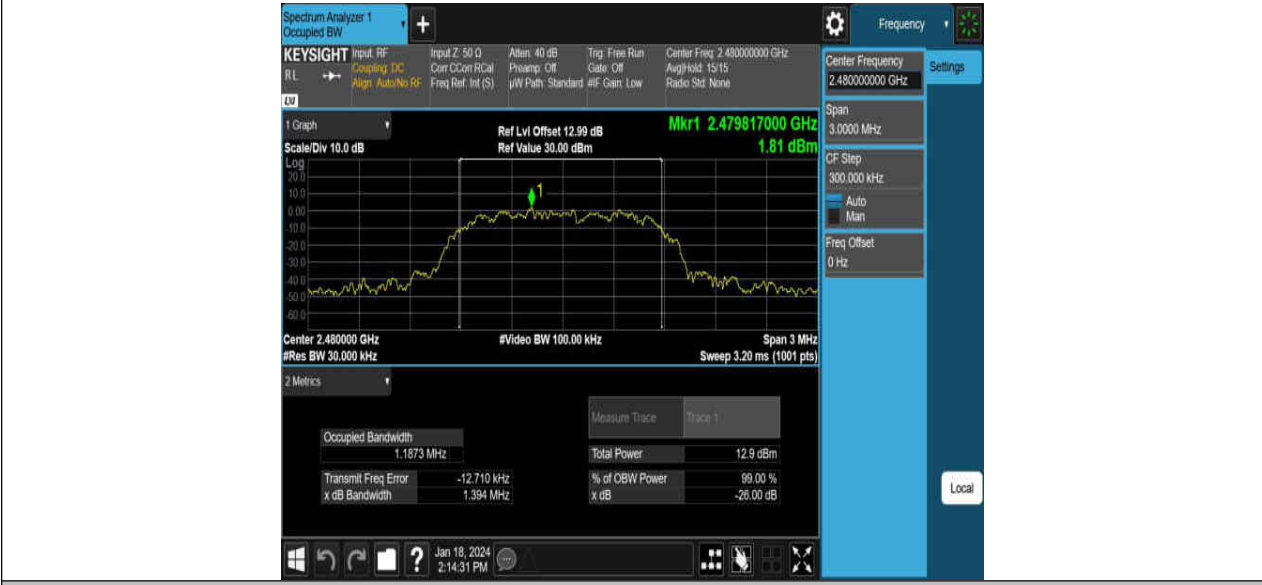 Spectrum Analyzer 1
Occupied BW
+
Frequency
KEYSIGHT
RL
LXI
Input: RF
Coupling: DC
Align: Auto/No RF
Input Z: 50 Ω
Corr CCorr RCal
Freq Ref: Int (S)
Atten: 40 dB
Preamp: Off
µW Path: Standard
Trig: Free Run
Gate: Off
#IF Gain: Low
Center Freq: 2.480000000 GHz
Avg|Hold: 15/15
Radio Std: None
Center Frequency
2.480000000 GHz
Settings
Span
3.0000 MHz
CF Step
300.000 kHz
Auto
Man
Freq Offset
0 Hz
1 Graph
Scale/Div 10.0 dB
Ref Lvl Offset 12.99 dB
Ref Value 30.00 dBm
Mkr1 2.479817000 GHz
1.81 dBm
Log
20.0
10.0
0.00
-10.0
-20.0
-30.0
-40.0
-50.0
-60.0
1
Center 2.480000 GHz
#Res BW 30.000 kHz
#Video BW 100.00 kHz
Span 3 MHz
Sweep 3.20 ms (1001 pts)
2 Metrics
Measure Trace Trace 1
Occupied Bandwidth
1.1873 MHz
Total Power 12.9 dBm
Transmit Freq Error -12.710 kHz
% of OBW Power 99.00 %
x dB Bandwidth 1.394 MHz
x dB -26.00 dB
Local
?
Jan 18, 2024
2:14:31 PM